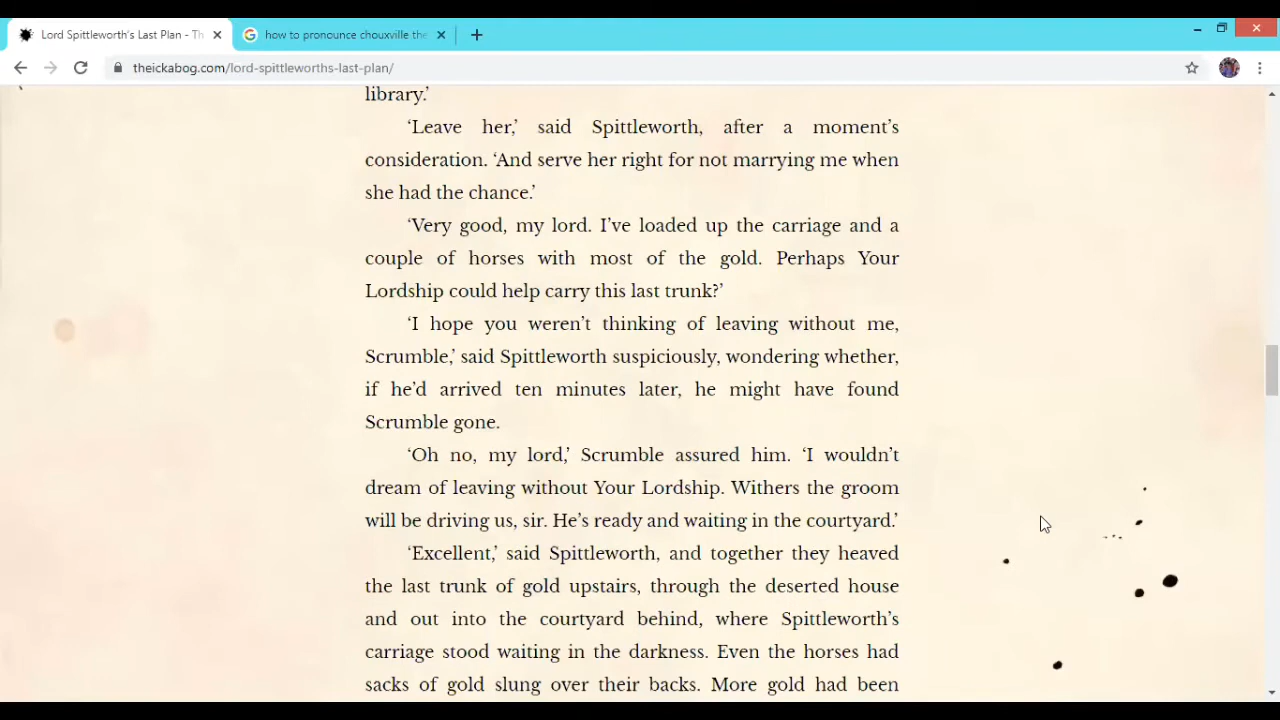 Lord Spittleworth's Last Plan - Th
how to pronounce chouxville the
theickabog.com/lord-spittleworths-last-plan/
library.’
‘Leave her,’ said Spittleworth, after a moment’s
consideration. ‘And serve her right for not marrying me when
she had the chance.’
‘Very good, my lord. I’ve loaded up the carriage and a
couple of horses with most of the gold. Perhaps Your
Lordship could help carry this last trunk?’
‘I hope you weren’t thinking of leaving without me,
Scrumble,’ said Spittleworth suspiciously, wondering whether,
if he’d arrived ten minutes later, he might have found
Scrumble gone.
‘Oh no, my lord,’ Scrumble assured him. ‘I wouldn’t
dream of leaving without Your Lordship. Withers the groom
will be driving us, sir. He’s ready and waiting in the courtyard.’
‘Excellent,’ said Spittleworth, and together they heaved
the last trunk of gold upstairs, through the deserted house
and out into the courtyard behind, where Spittleworth’s
carriage stood waiting in the darkness. Even the horses had
sacks of gold slung over their backs. More gold had been